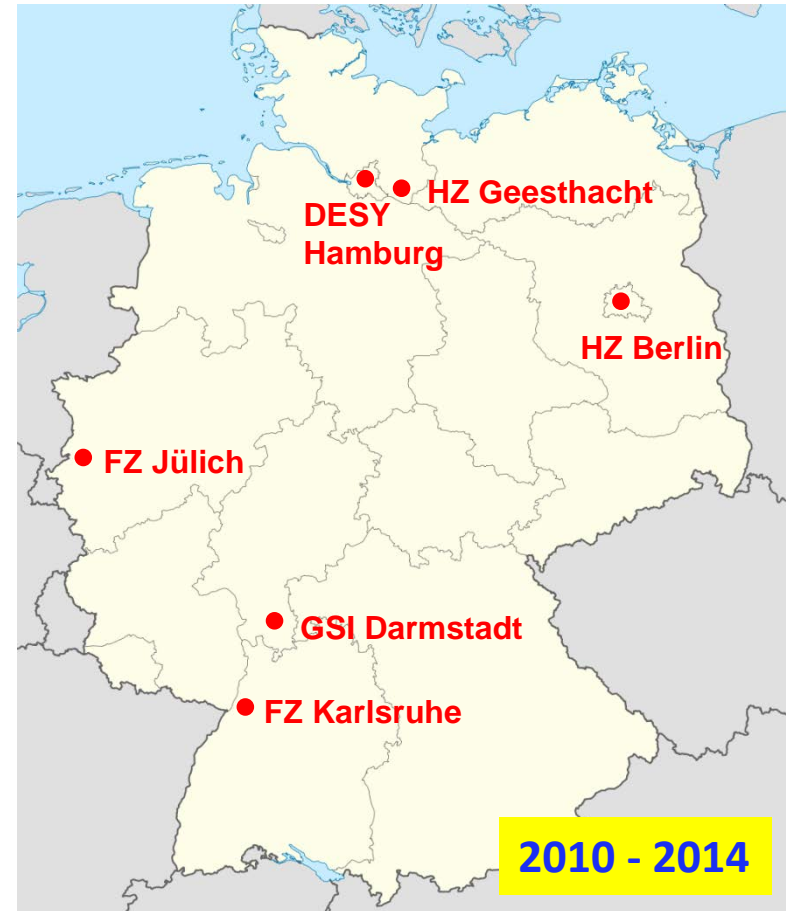 HZ Geesthacht
DESY
Hamburg
HZ Berlin
FZ Jülich
GSI Darmstadt
FZ Karlsruhe
2010 - 2014